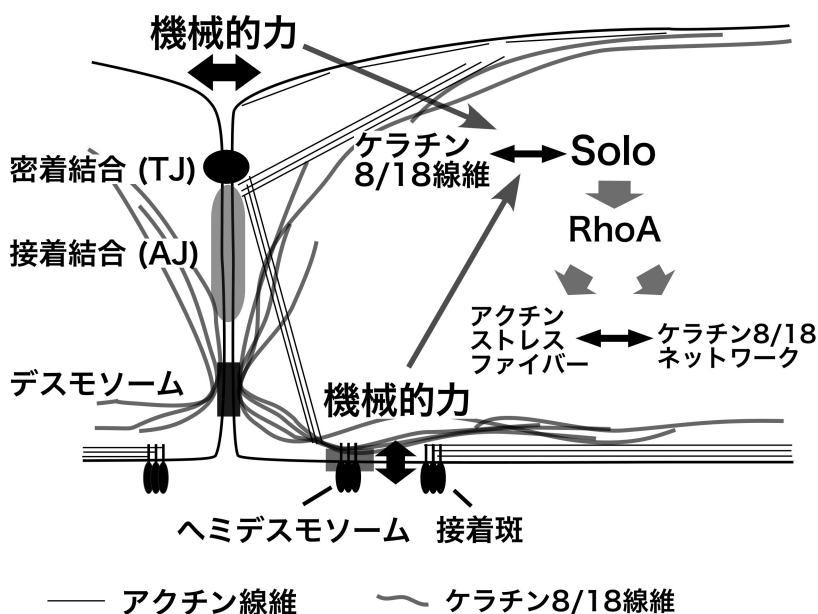 機械的力
密着結合 (TJ)
ケラチン
8/18線維
Solo
RhoA
接着結合 (AJ)
アクチン
ストレス
ファイバー
ケラチン8/18
ネットワーク
デスモソーム
機械的力
ヘミデスモソーム
接着斑
アクチン線維
ケラチン8/18線維